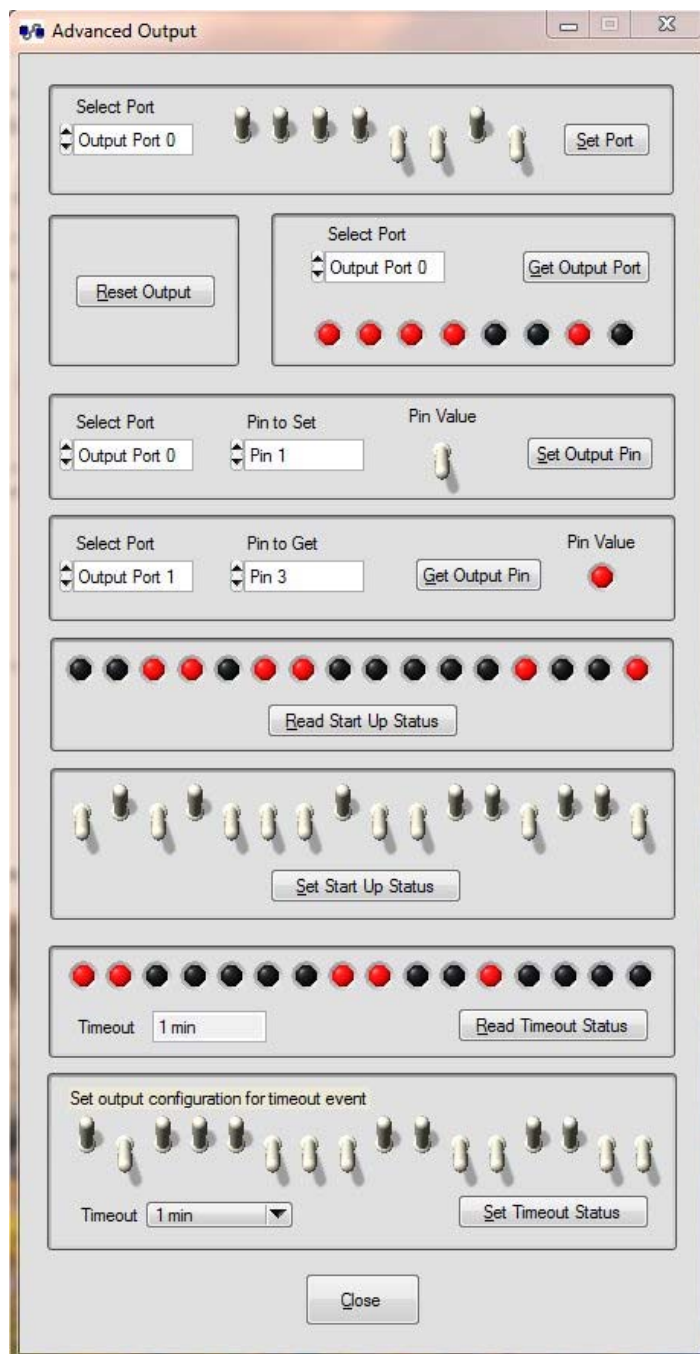 Advanced Output
Select Port
Output Port 0
Set Port
Reset Output
Select Port
Output Port 0
Get Output Port
Select Port
Pin to Set
Pin Value
Output Port 0
Pin 1
Set Output Pin
Select Port
Pin to Get
Pin Value
Output Port 1
Pin 3
Get Output Pin
Read Start Up Status
Set Start Up Status
Timeout
1 min
Read Timeout Status
Set output configuration for timeout event
Timeout
1 min
Set Timeout Status
Close